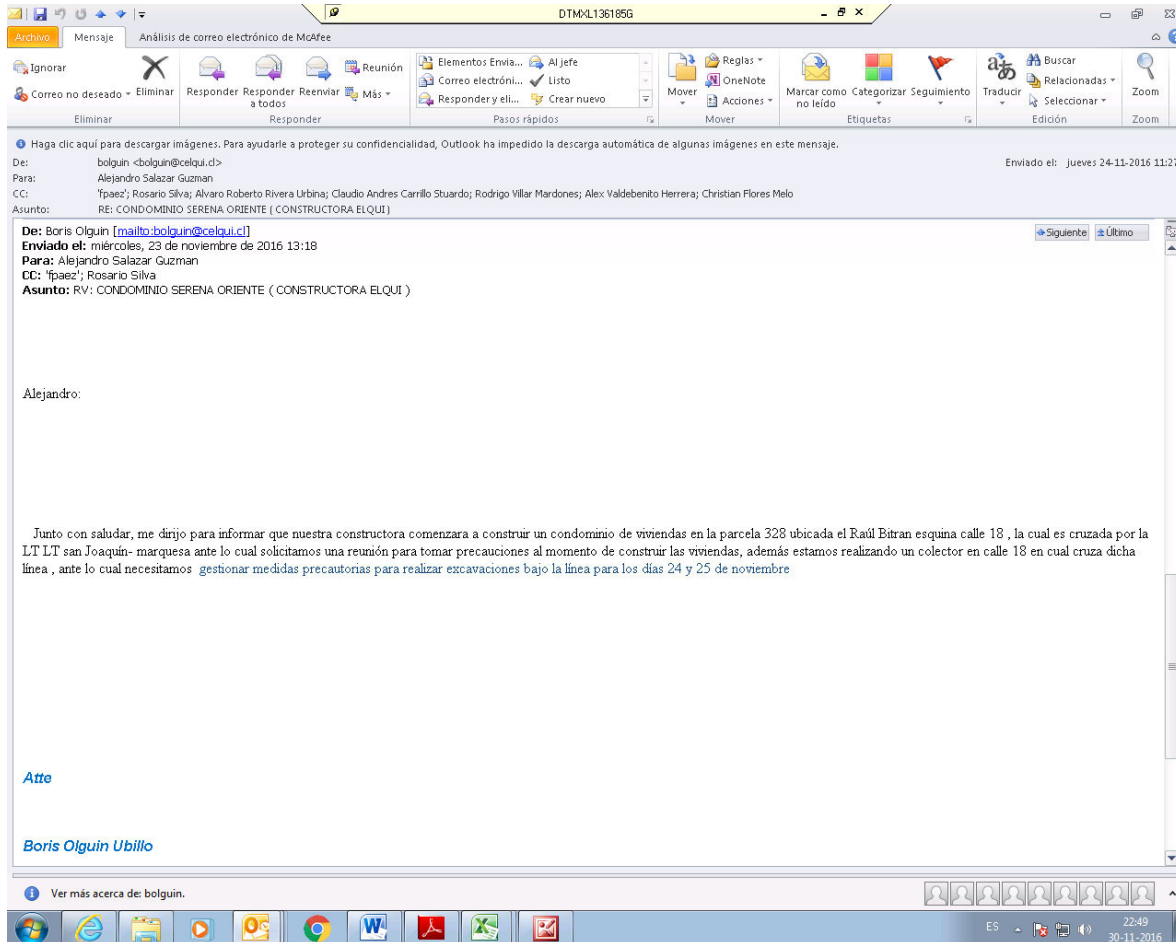 DTMXL136185G
Archivo Mensaje Análisis de correo electrónico de McAfee
Ignorar
Correo no deseado
Eliminar
Eliminar
Responder
Responder a todos
Reenviar
Reunión
Más
Responder
Elementos Envia...
Correo electróni...
Responder y eli...
Al jefe
Listo
Crear nuevo
Pasos rápidos
Mover
Reglas
OneNote
Acciones
Mover
Marcar como no leído
Categorizar
Seguimiento
Etiquetas
Traducir
Buscar
Relacionadas
Seleccionar
Edición
Zoom
Zoom
Haga clic aquí para descargar imágenes. Para ayudarle a proteger su confidencialidad, Outlook ha impedido la descarga automática de algunas imágenes en este mensaje.
De: bolguin <bolguin@celqui.cl> Enviado el: jueves 24-11-2016 11:27
Para: Alejandro Salazar Guzman
CC: 'fpaez'; Rosario Silva; Alvaro Roberto Rivera Urbina; Claudio Andres Carrillo Stuardo; Rodrigo Villar Mardones; Alex Valdebenito Herrera; Christian Flores Melo
Asunto: RE: CONDOMINIO SERENA ORIENTE ( CONSTRUCTORA ELQUI )
De: Boris Olguin [mailto:bolguin@celqui.cl] Siguiente Último
Enviado el: miércoles, 23 de noviembre de 2016 13:18
Para: Alejandro Salazar Guzman
CC: 'fpaez'; Rosario Silva
Asunto: RV: CONDOMINIO SERENA ORIENTE ( CONSTRUCTORA ELQUI )
Alejandro:
Junto con saludar, me dirijo para informar que nuestra constructora comenzara a construir un condominio de viviendas en la parcela 328 ubicada el Raúl Bitran esquina calle 18 , la cual es cruzada por la
LT LT san Joaquín- marquesa ante lo cual solicitamos una reunión para tomar precauciones al momento de construir las viviendas, además estamos realizando un colector en calle 18 en cual cruza dicha
línea , ante lo cual necesitamos gestionar medidas precautorias para realizar excavaciones bajo la línea para los días 24 y 25 de noviembre
Atte
Boris Olguin Ubillo
Ver más acerca de: bolguin.
ES 22:49
30-11-2016